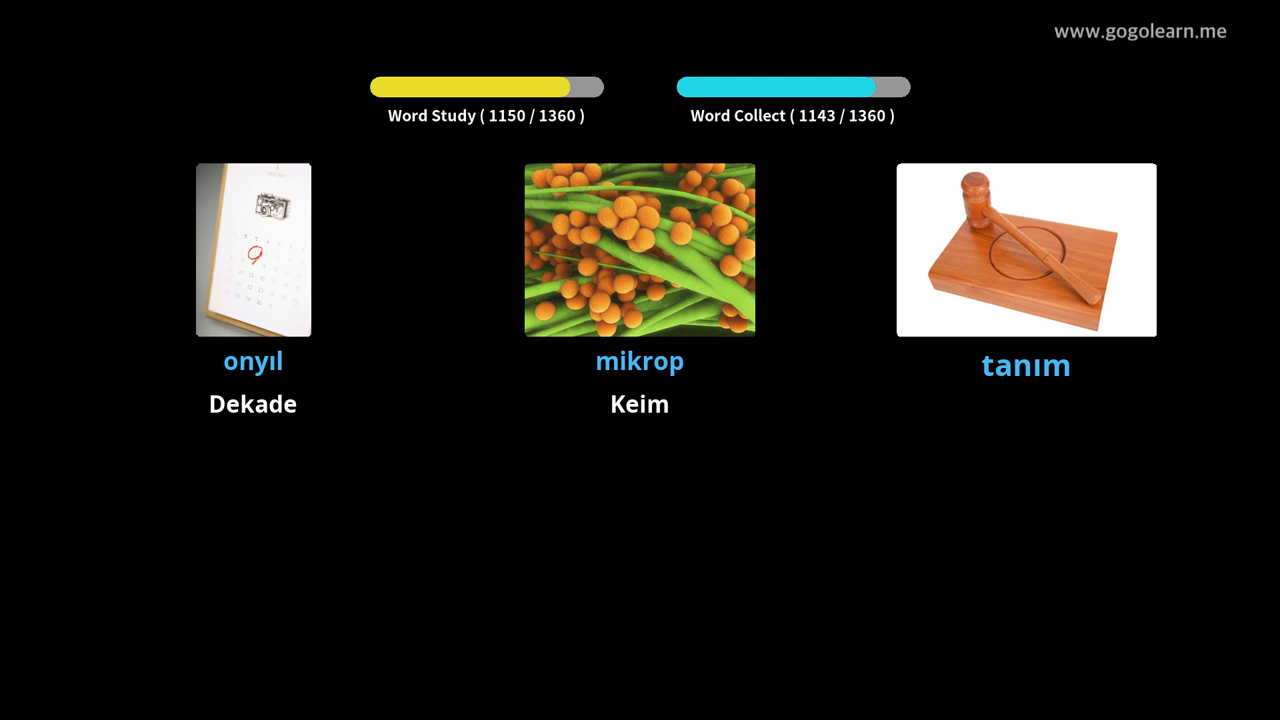 www.gogolearn.me
Word Study ( 1150 / 1360 )
Word Collect ( 1143 / 1360 )
onyıl
mikrop
tanım
Dekade
Keim